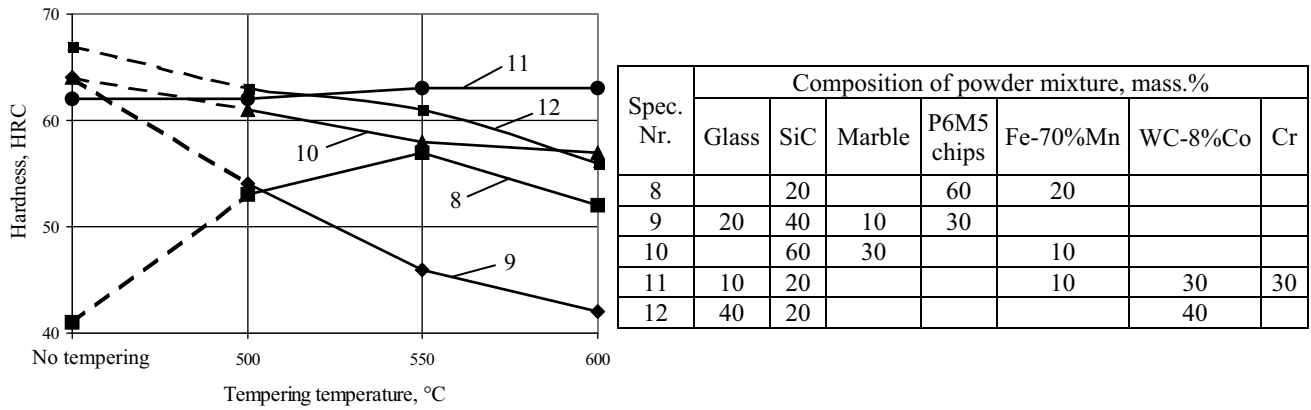 70
60
50
40
Hardness, HRC
No tempering 500 550 600
Tempering temperature, °C
11
12
10
8
9
Spec. Nr. Composition of powder mixture, mass.%
Glass SiC Marble P6M5 chips Fe-70%Mn WC-8%Co Cr
8 20 60 20
9 20 40 10 30
10 60 30 10
11 10 20 10 30 30
12 40 20 40